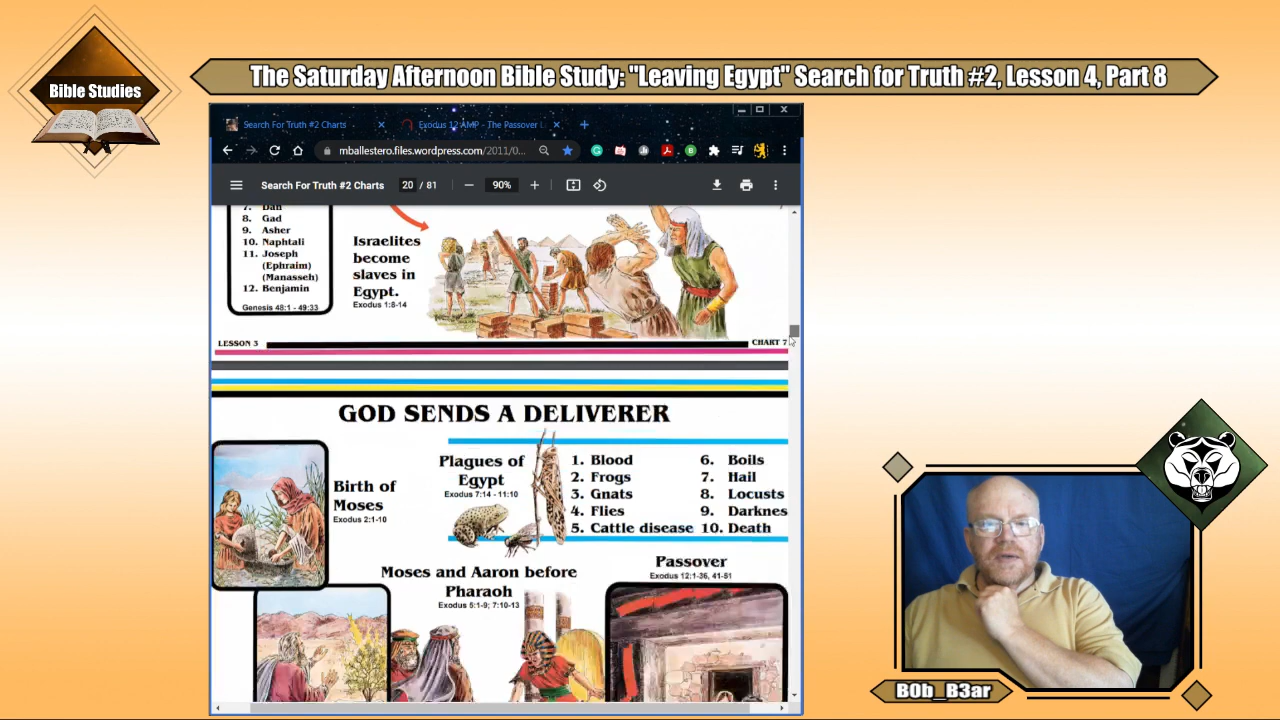 Bible Studies
The Saturday Afternoon Bible Study: "Leaving Egypt" Search for Truth #2, Lesson 4, Part 8
Search For Truth #2 Charts
Exodus 12 AMP - The Passover L
mballestero.files.wordpress.com/2011/0...
Search For Truth #2 Charts
20 / 81
90%
7. Dan
8. Gad
9. Asher
10. Naphtali
11. Joseph
(Ephraim)
(Manasseh)
12. Benjamin
Genesis 48:1 - 49:33
Israelites
become
slaves in
Egypt.
Exodus 1:8-14
LESSON 3
CHART 7
GOD SENDS A DELIVERER
Birth of
Moses
Exodus 2:1-10
Plagues of
Egypt
Exodus 7:14 - 11:10
1. Blood
2. Frogs
3. Gnats
4. Flies
5. Cattle disease
6. Boils
7. Hail
8. Locusts
9. Darknes
10. Death
Moses and Aaron before
Pharaoh
Exodus 5:1-9; 7:10-13
Passover
Exodus 12:1-36, 41-51
B0b_B3ar